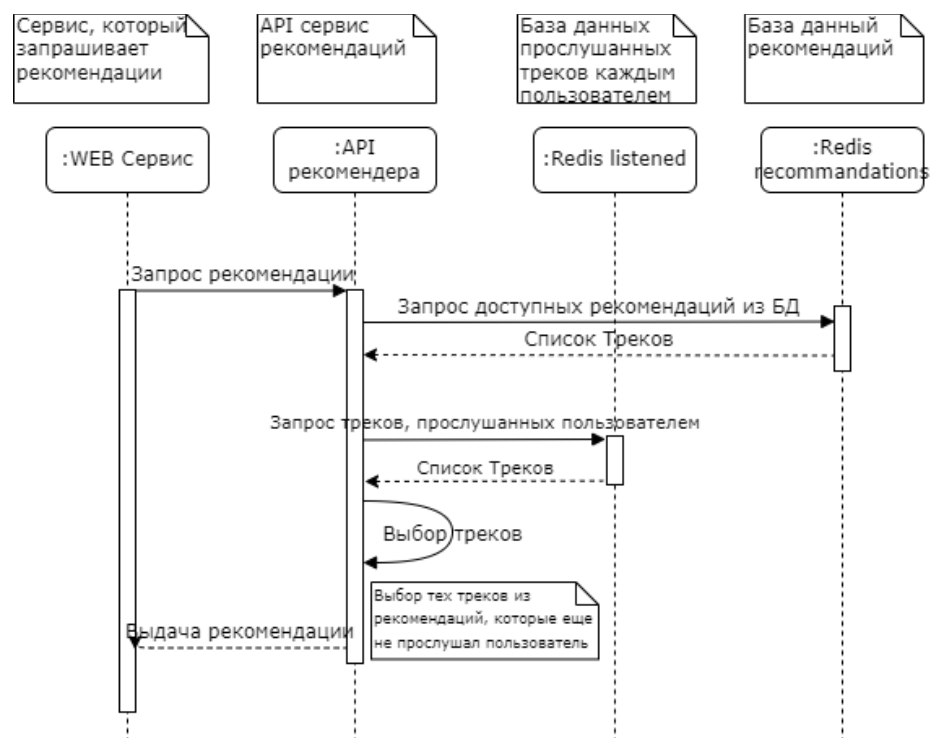 Сервис, который
запрашивает
рекомендации
API сервис
рекомендаций
База данных
прослушанных
треков каждым
пользователем
База данный
рекомендаций
:WEB Сервис
:API
рекомендера
:Redis listened
:Redis
recommandations
Запрос рекомендации
Запрос доступных рекомендаций из БД
Список Треков
Запрос треков, прослушанных пользователем
Список Треков
Выбор треков
Выбор тех треков из
рекомендаций, которые еще
не прослушал пользователь
Выдача рекомендации